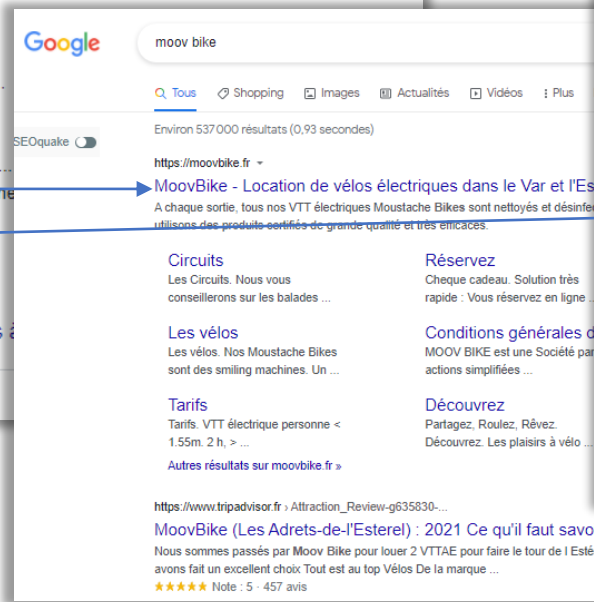 Google
moov bike
Tous Shopping Images Actualités Vidéos Plus
Environ 537 000 résultats (0,93 secondes)
SEOquake
https://moovbike.fr
MoovBike - Location de vélos électriques dans le Var et l'Es
A chaque sortie, tous nos VTT électriques Moustache Bikes sont nettoyés et désinfec
utilisons des produits certifiés de grande qualité et très efficaces.
Circuits
Les Circuits. Nous vous
conseillerons sur les balades ...
Réservez
Cheque cadeau. Solution très
rapide : Vous réservez en ligne ...
Les vélos
Les vélos. Nos Moustache Bikes
sont des smiling machines. Un ...
Conditions générales d
MOOV BIKE est une Société par
actions simplifiées ...
Tarifs
Tarifs. VTT électrique personne <
1.55m. 2 h, > ...
Découvrez
Partagez, Roulez, Rêvez.
Découvrez. Les plaisirs à vélo ...
Autres résultats sur moovbike.fr »
https://www.tripadvisor.fr › Attraction_Review-g635830-...
MoovBike (Les Adrets-de-l'Esterel) : 2021 Ce qu'il faut savo
Nous sommes passés par Moov Bike pour louer 2 VTTAE pour faire le tour de l Esté
avons fait un excellent choix Tout est au top Vélos De la marque ...
★★★★★ Note : 5 · 457 avis